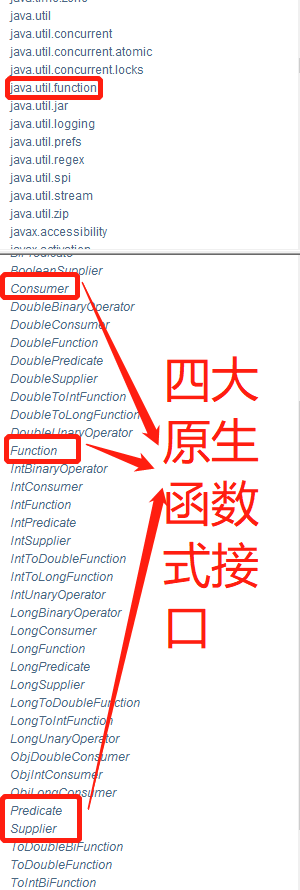 java.util
java.util.concurrent
java.util.concurrent.atomic
java.util.concurrent.locks
java.util.function
java.util.jar
java.util.logging
java.util.prefs
java.util.regex
java.util.spi
java.util.stream
java.util.zip
javax.accessibility
javax.activation
BiPredicate
BooleanSupplier
Consumer
DoubleBinaryOperator
DoubleConsumer
DoubleFunction
DoublePredicate
DoubleSupplier
DoubleToIntFunction
DoubleToLongFunction
DoubleUnaryOperator
Function
IntBinaryOperator
IntConsumer
IntFunction
IntPredicate
IntSupplier
IntToDoubleFunction
IntToLongFunction
IntUnaryOperator
LongBinaryOperator
LongConsumer
LongFunction
LongPredicate
LongSupplier
LongToDoubleFunction
LongToIntFunction
LongUnaryOperator
ObjDoubleConsumer
ObjIntConsumer
ObjLongConsumer
Predicate
Supplier
ToDoubleBiFunction
ToDoubleFunction
ToIntBiFunction
四大
原生
函数
式接
口